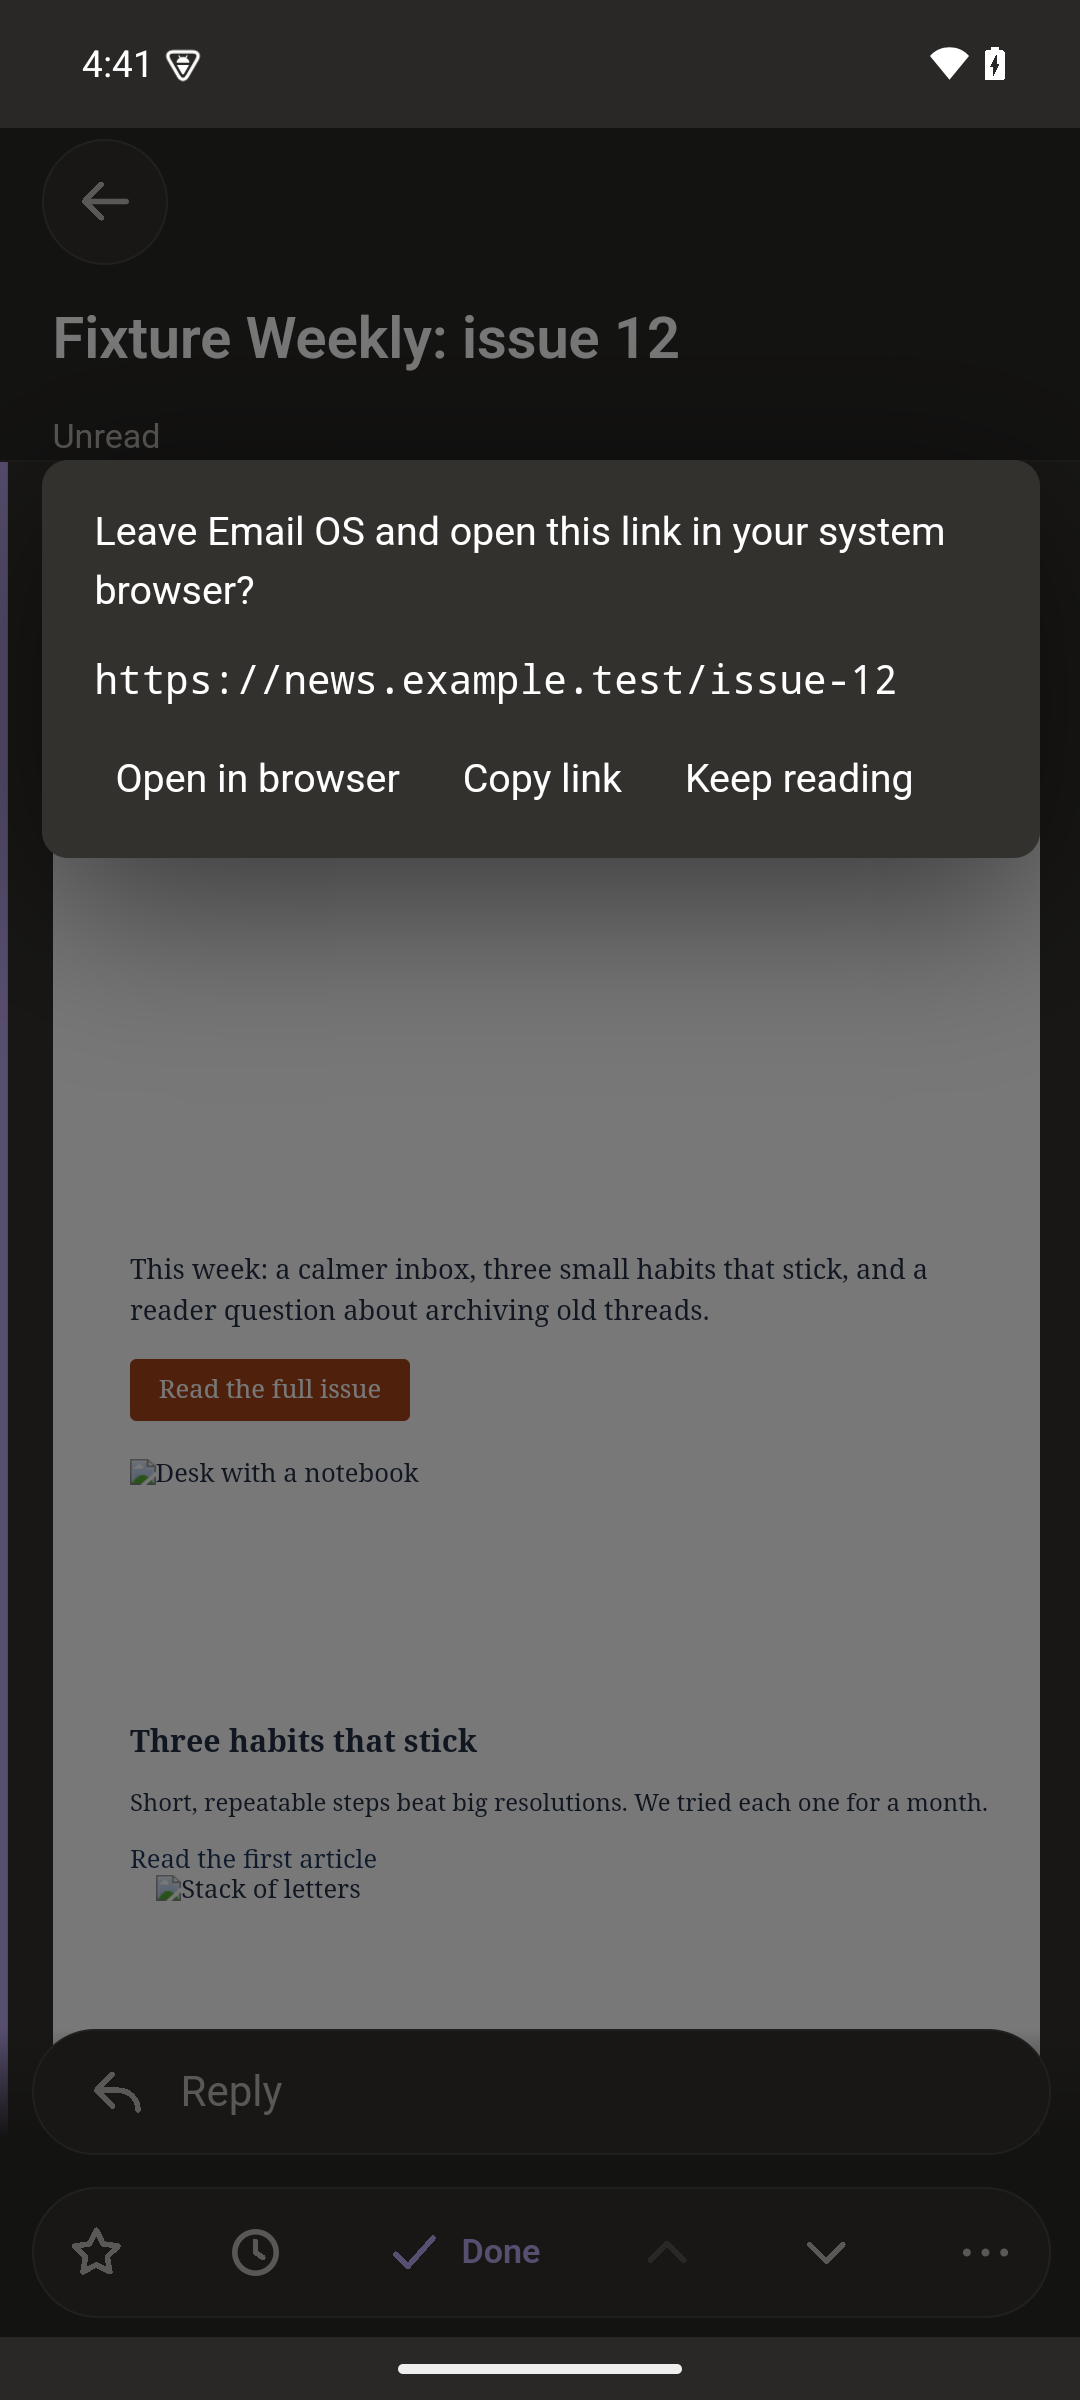 4:41
Fixture Weekly: issue 12
Unread
Leave Email OS and open this link in your system
browser?
https://news.example.test/issue-12
Open in browser Copy link Keep reading
This week: a calmer inbox, three small habits that stick, and a
reader question about archiving old threads.
Read the full issue
Desk with a notebook
Three habits that stick
Short, repeatable steps beat big resolutions. We tried each one for a month.
Read the first article
Stack of letters
Reply
Done